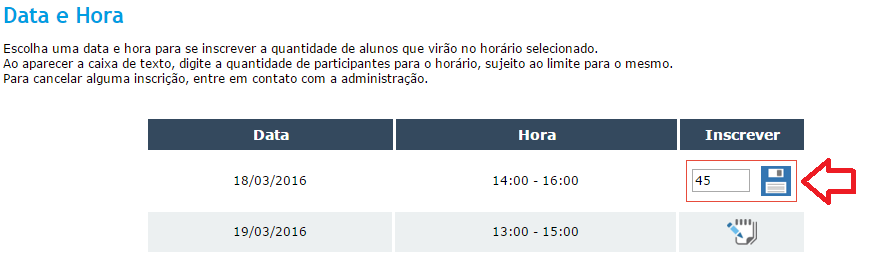 Data e Hora
Escolha uma data e hora para se inscrever a quantidade de alunos que virão no horário selecionado.
Ao aparecer a caixa de texto, digite a quantidade de participantes para o horário, sujeito ao limite para o mesmo.
Para cancelar alguma inscrição, entre em contato com a administração.
Data Hora Inscrever
18/03/2016 14:00 - 16:00 45
19/03/2016 13:00 - 15:00